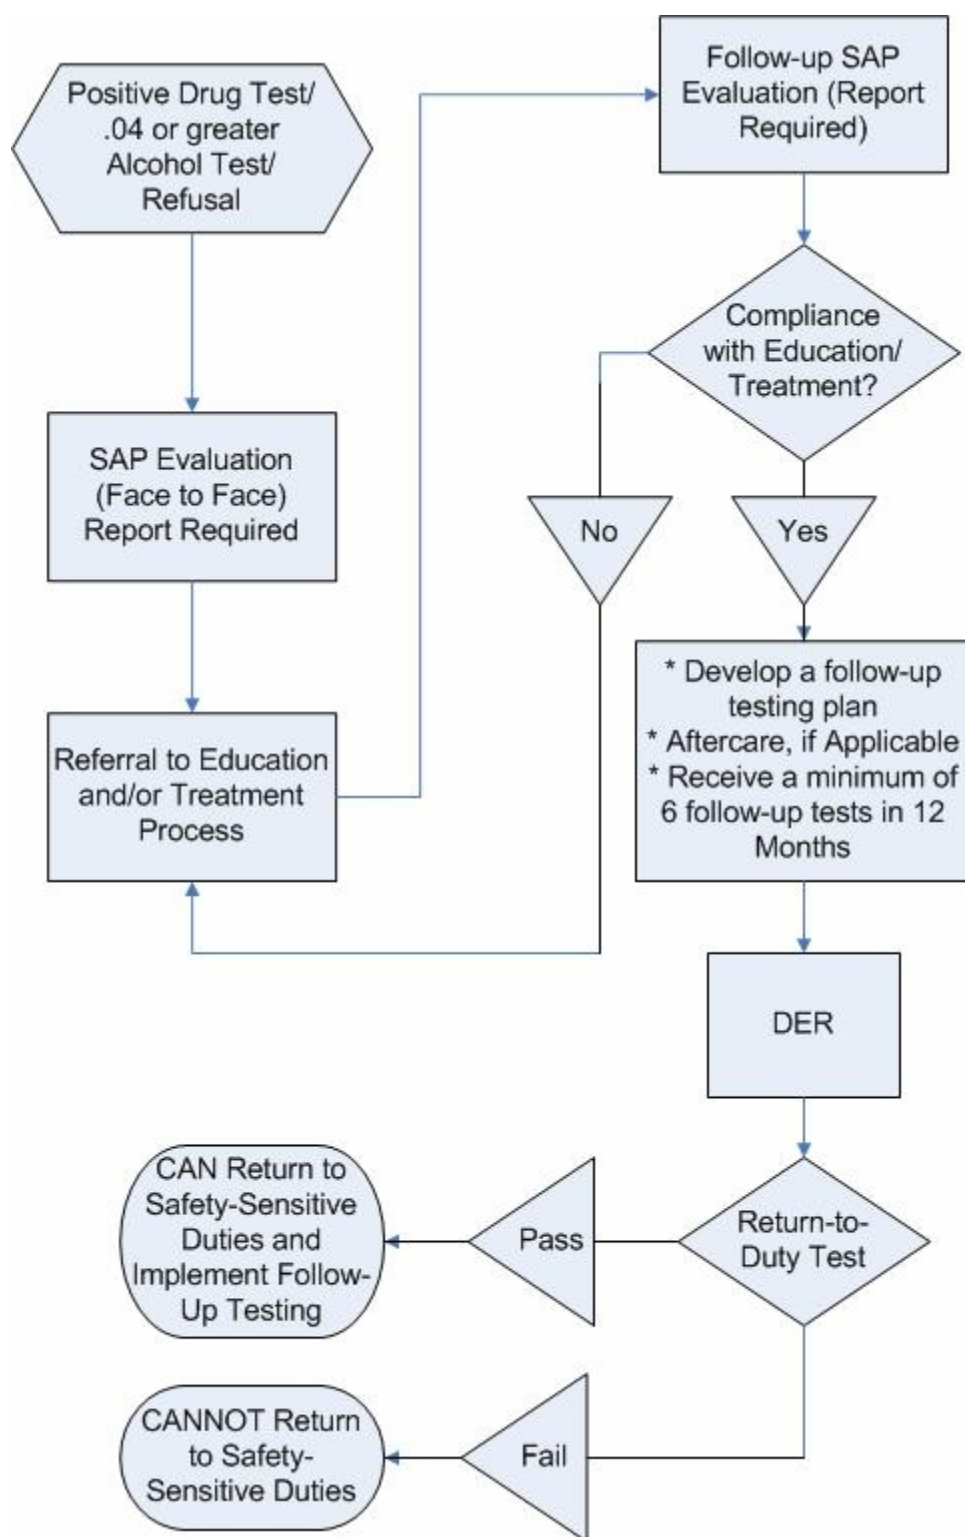 Positive Drug Test/
.04 or greater
Alcohol Test/
Refusal
SAP Evaluation
(Face to Face)
Report Required
Referral to Education
and/or Treatment
Process
Follow-up SAP
Evaluation (Report
Required)
Compliance
with Education/
Treatment?
No
Yes
* Develop a follow-up
testing plan
* Aftercare, if Applicable
* Receive a minimum of
6 follow-up tests in 12
Months
DER
Return-to-
Duty Test
Pass
CAN Return to
Safety-Sensitive
Duties and
Implement Follow-
Up Testing
Fail
CANNOT Return
to Safety-
Sensitive Duties